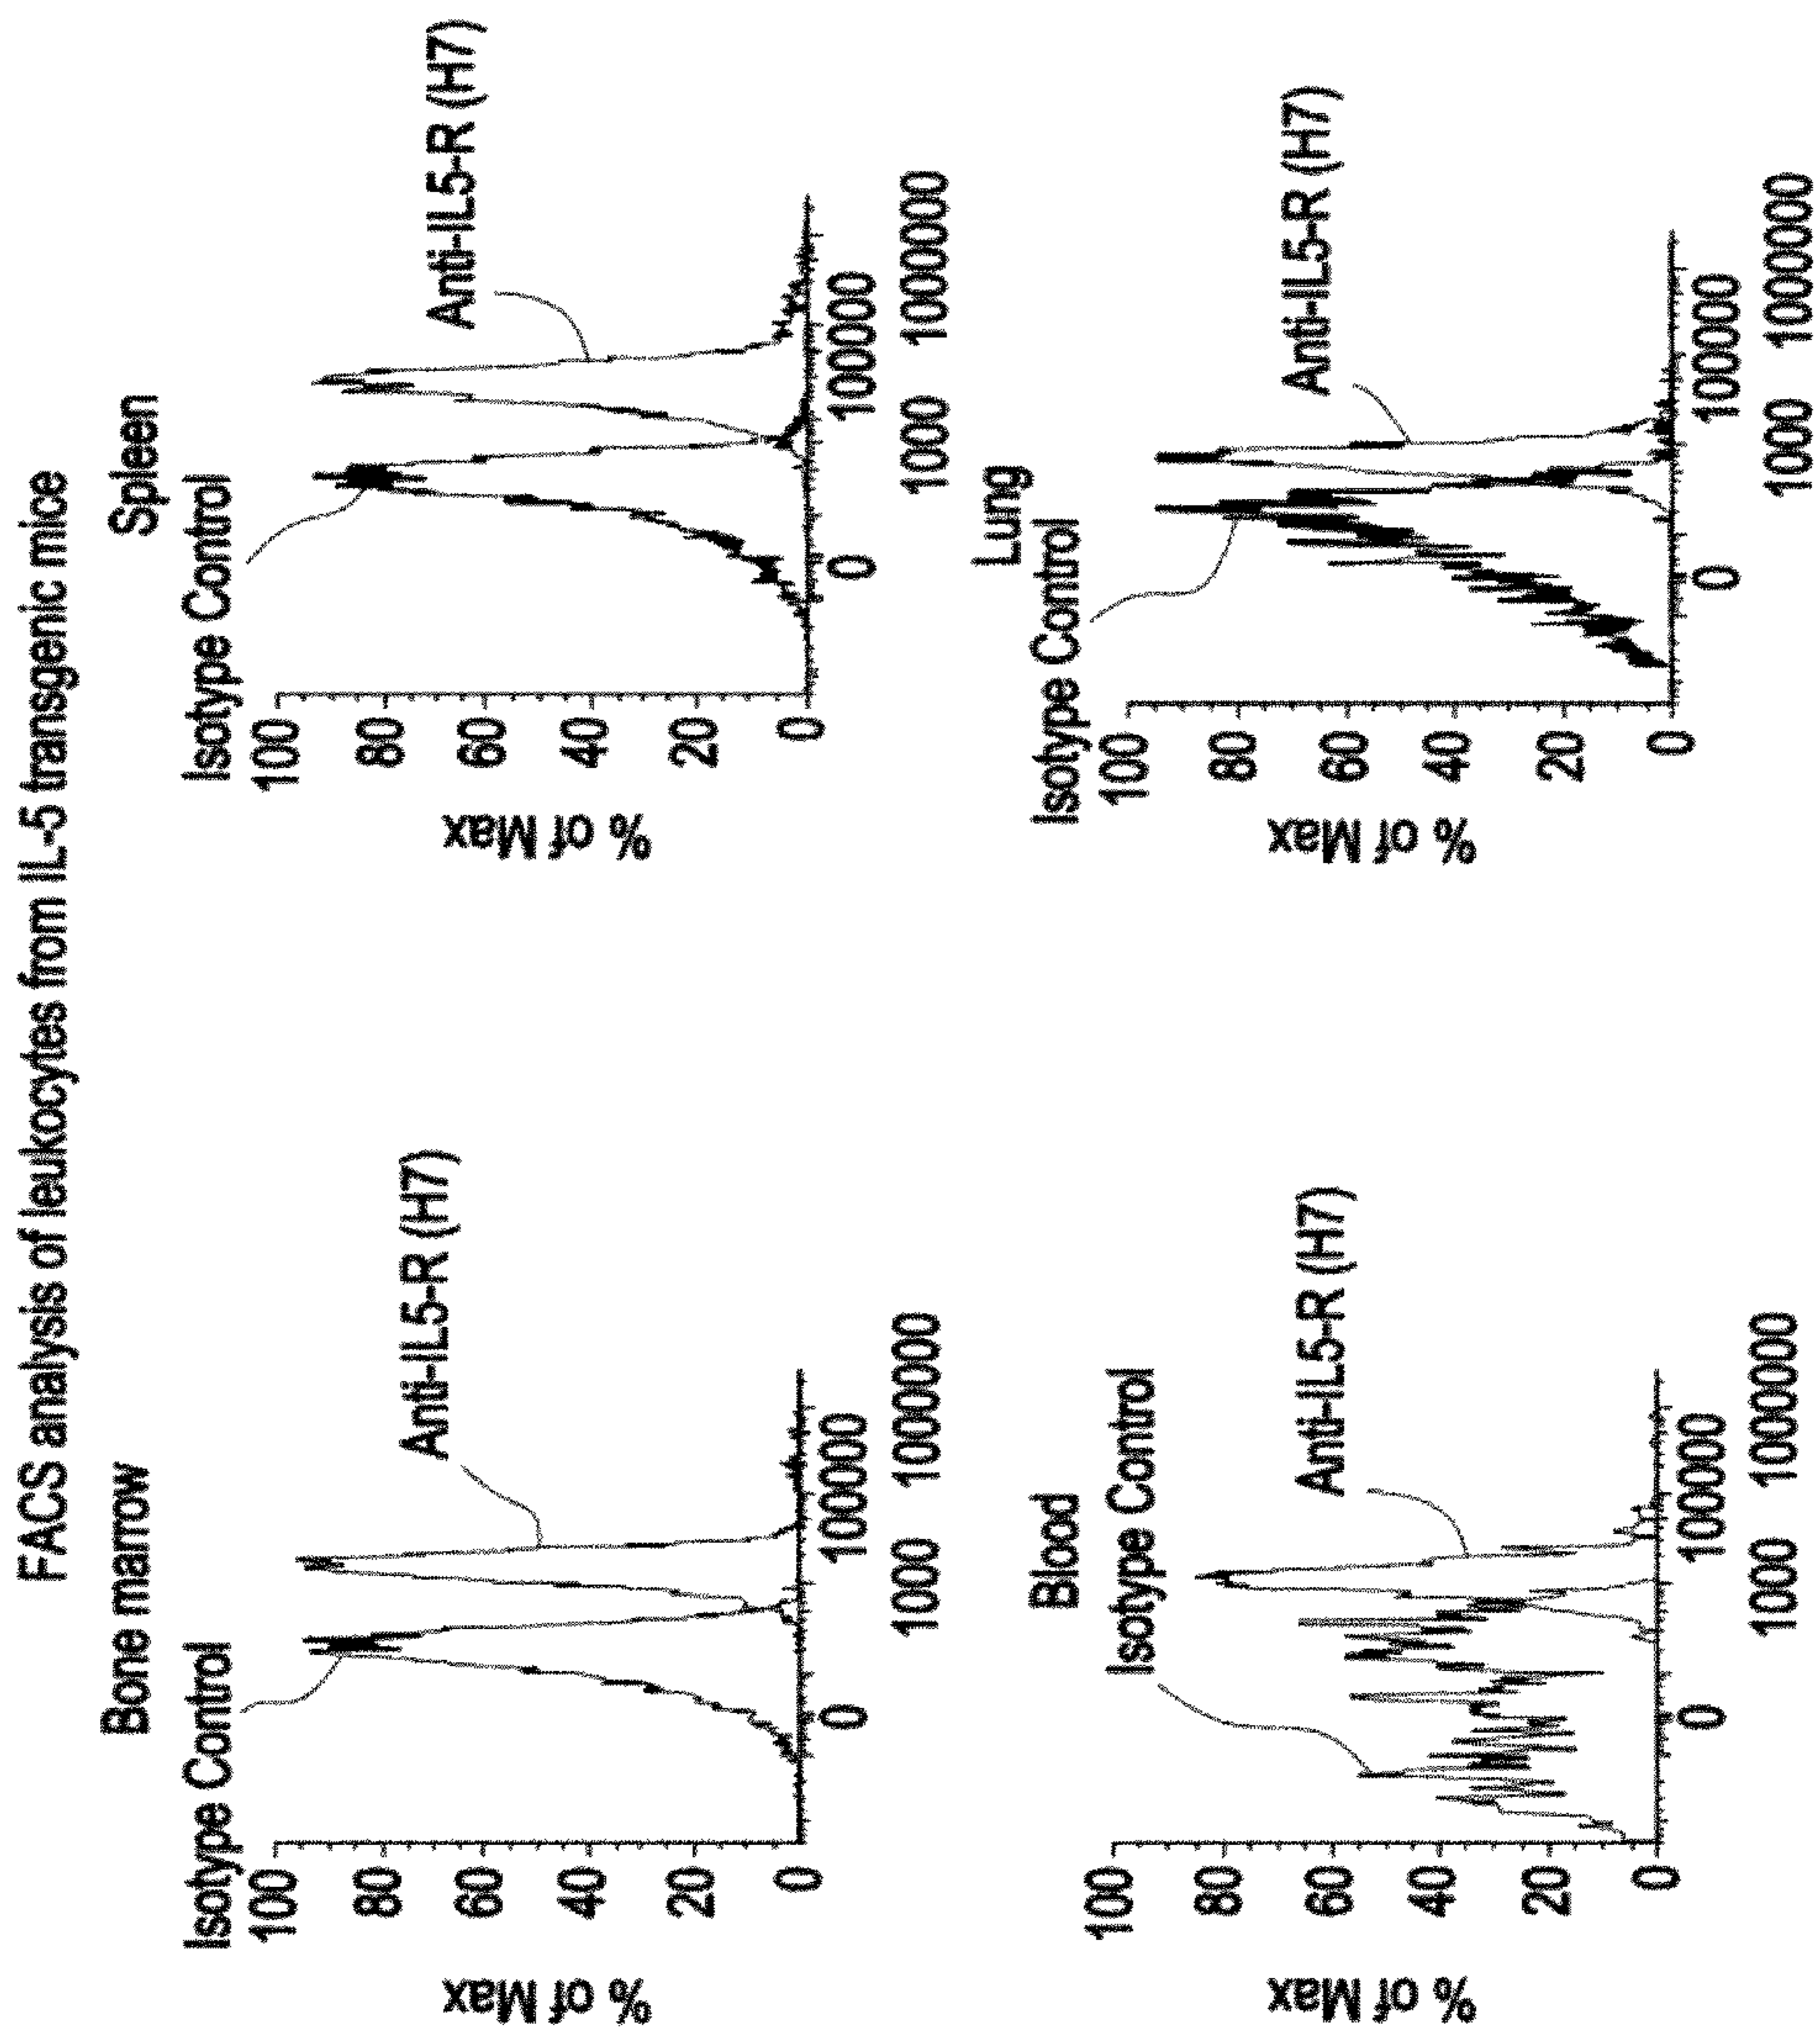 FACS analysis of leukocytes from IL-5 transgenic mice
Bone marrow
Isotype Control
100
80
60
40
20
0
% of Max
Anti-IL5-R (H7)
0
100000
1000
1000000
Spleen
Isotype Control
100
80
60
40
20
0
% of Max
Anti-IL5-R (H7)
0
100000
1000
1000000
Blood
Isotype Control
100
80
60
40
20
0
% of Max
Anti-IL5-R (H7)
0
100000
1000
1000000
Lung
Isotype Control
100
80
60
40
20
0
% of Max
Anti-IL5-R (H7)
0
100000
1000
1000000